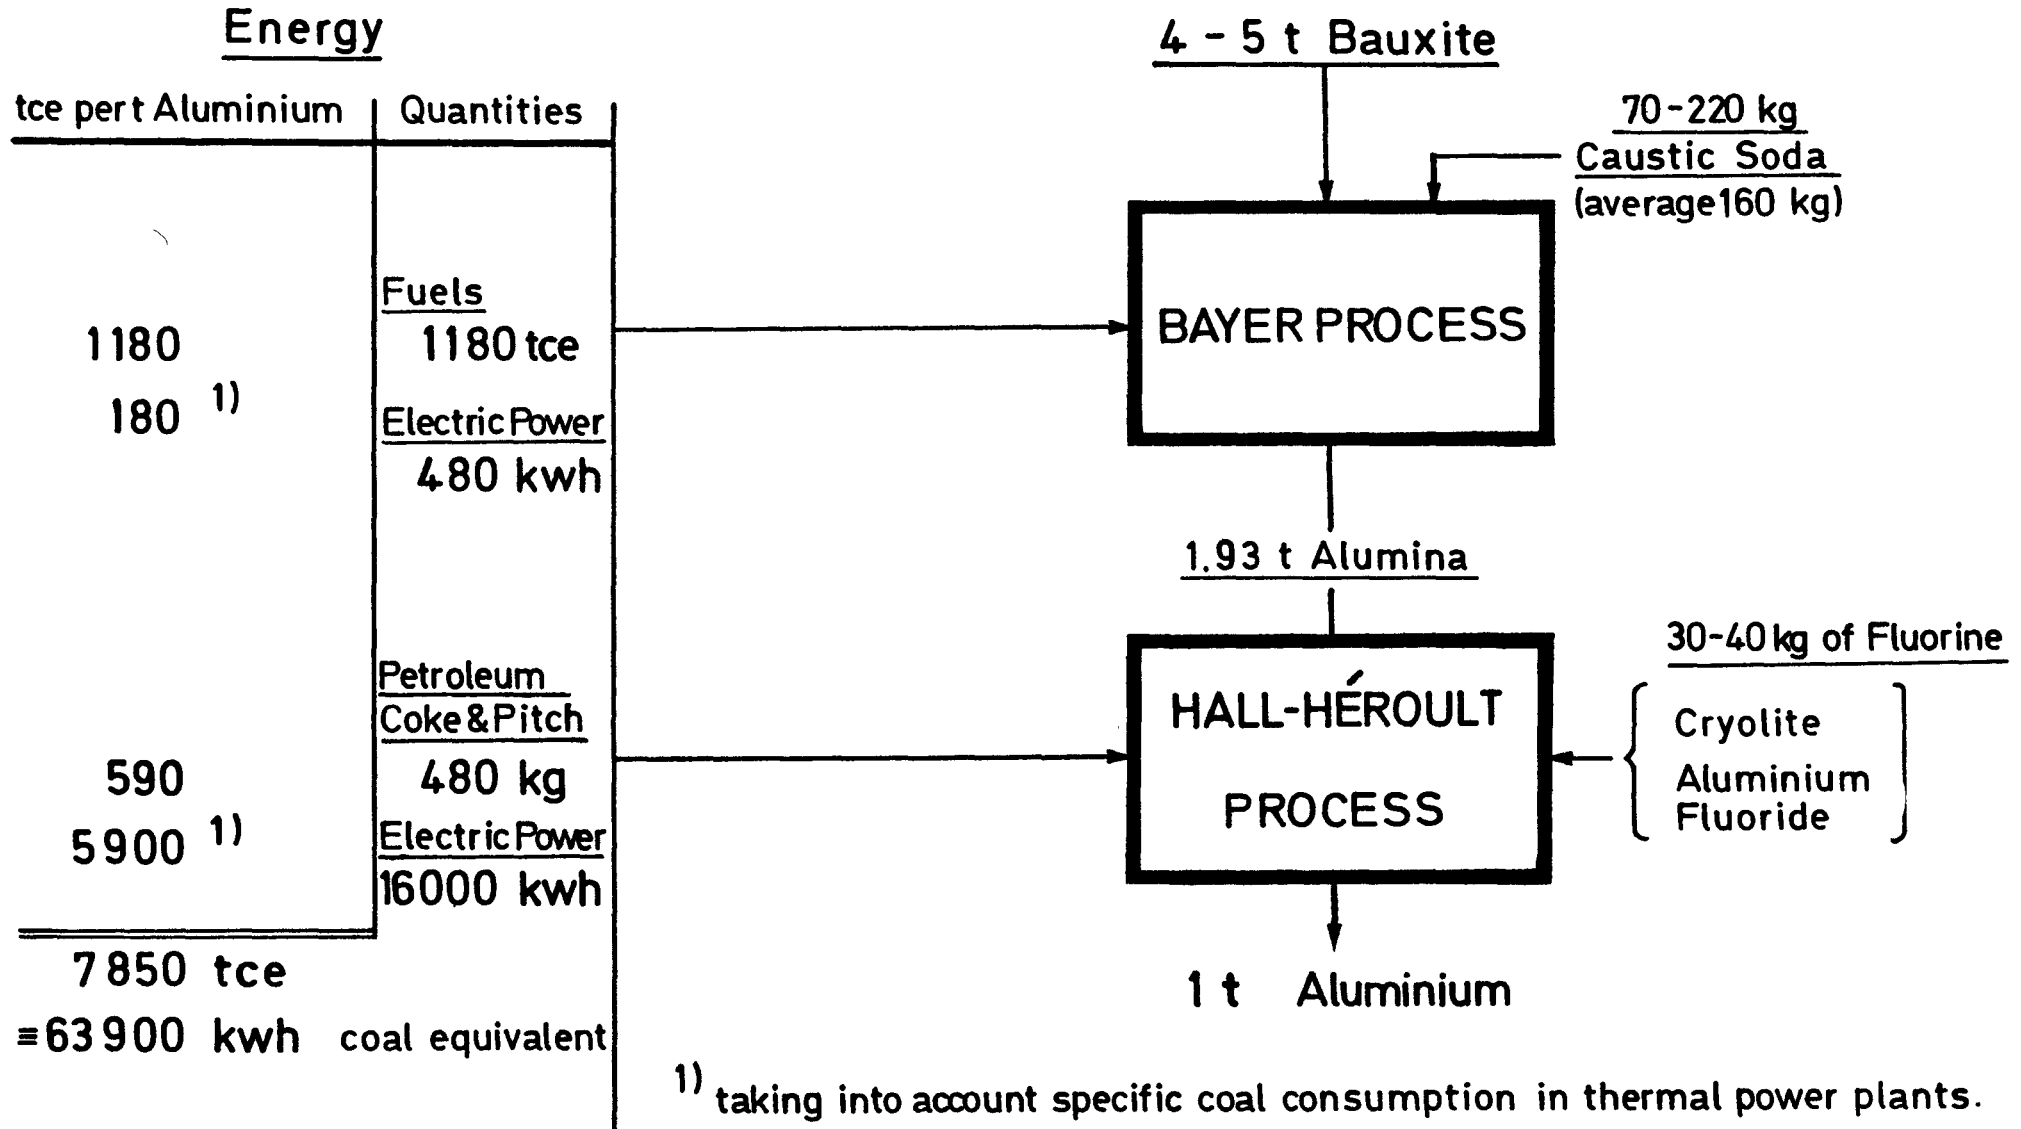 Energy
tce per t Aluminium
Quantities
Fuels
1180
1180 tce
180 1)
Electric Power
480 kwh
Petroleum
Coke & Pitch
590
480 kg
5900 1)
Electric Power
16000 kwh
7850 tce
≡ 63900 kwh coal equivalent
4 - 5 t Bauxite
70-220 kg
Caustic Soda
(average 160 kg)
BAYER PROCESS
1.93 t Alumina
30-40 kg of Fluorine
HALL-HÉROULT
PROCESS
Cryolite
Aluminium
Fluoride
1 t Aluminium
1) taking into account specific coal consumption in thermal power plants.